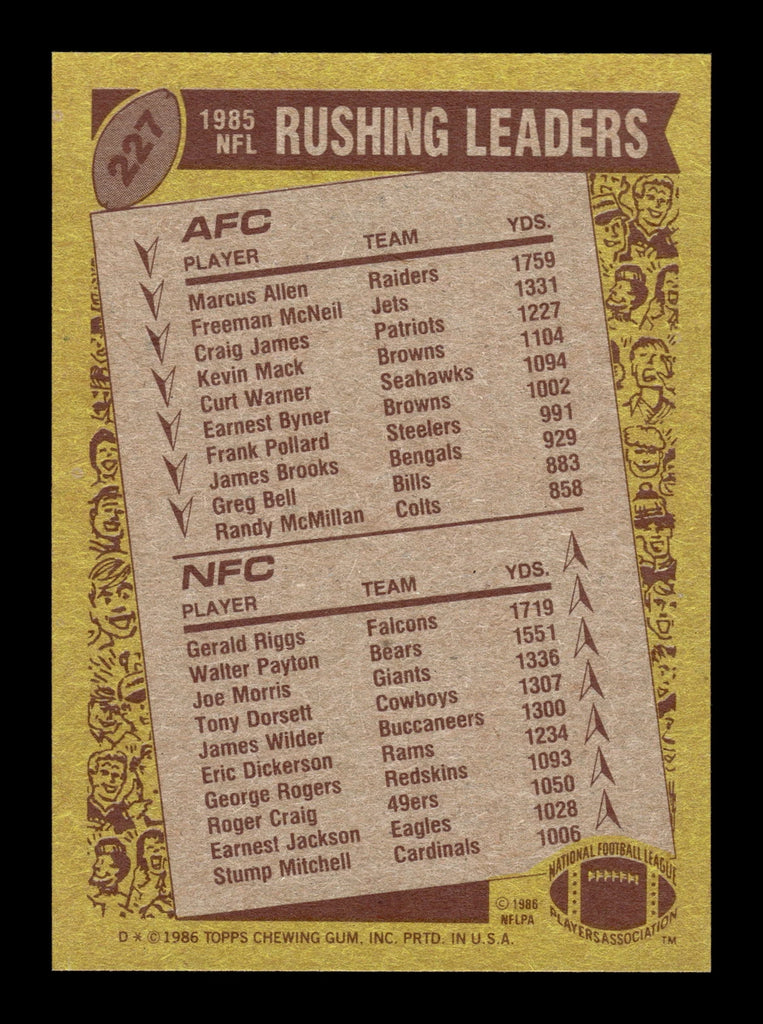 227
1985 NFL RUSHING LEADERS
AFC
PLAYER TEAM YDS.
Marcus Allen Raiders 1759
Freeman McNeil Jets 1331
Craig James Patriots 1227
Kevin Mack Browns 1104
Curt Warner Seahawks 1094
Earnest Byner Browns 1002
Frank Pollard Steelers 991
James Brooks Bengals 929
Greg Bell Bills 883
Randy McMillan Colts 858
NFC
PLAYER TEAM YDS.
Gerald Riggs Falcons 1719
Walter Payton Bears 1551
Joe Morris Giants 1336
Tony Dorsett Cowboys 1307
James Wilder Buccaneers 1300
Eric Dickerson Rams 1234
George Rogers Redskins 1093
Roger Craig 49ers 1050
Earnest Jackson Eagles 1028
Stump Mitchell Cardinals 1006
© 1986
NFLPA
NATIONAL FOOTBALL LEAGUE
PLAYERS ASSOCIATION
TM
D * © 1986 TOPPS CHEWING GUM, INC. PRTD. IN U.S.A.